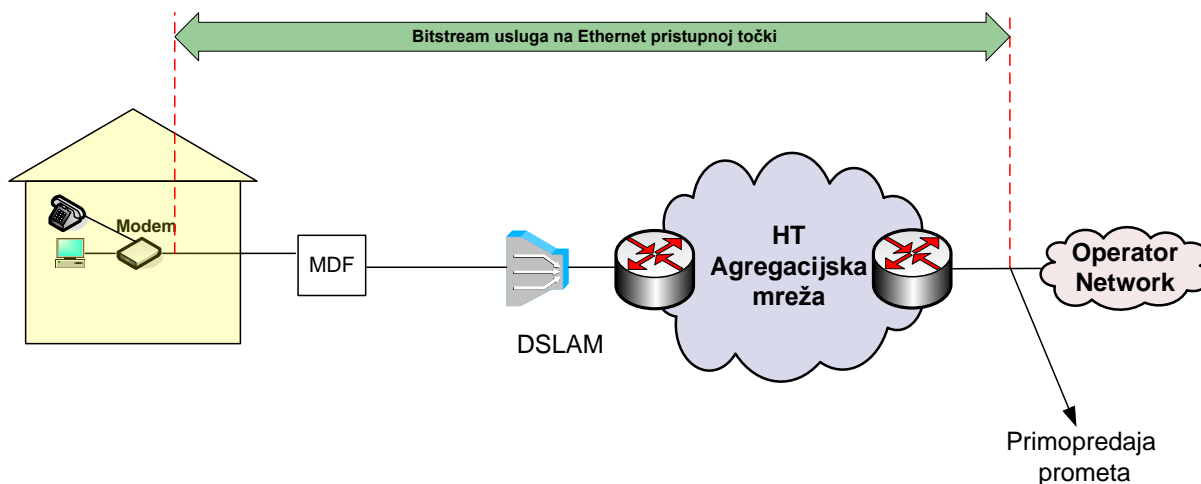 Bitstream usluga na Ethernet pristupnoj točki
Modem
MDF
DSLAM
HT
Agregacijska
mreža
Operator
Network
Primopredaja
prometa